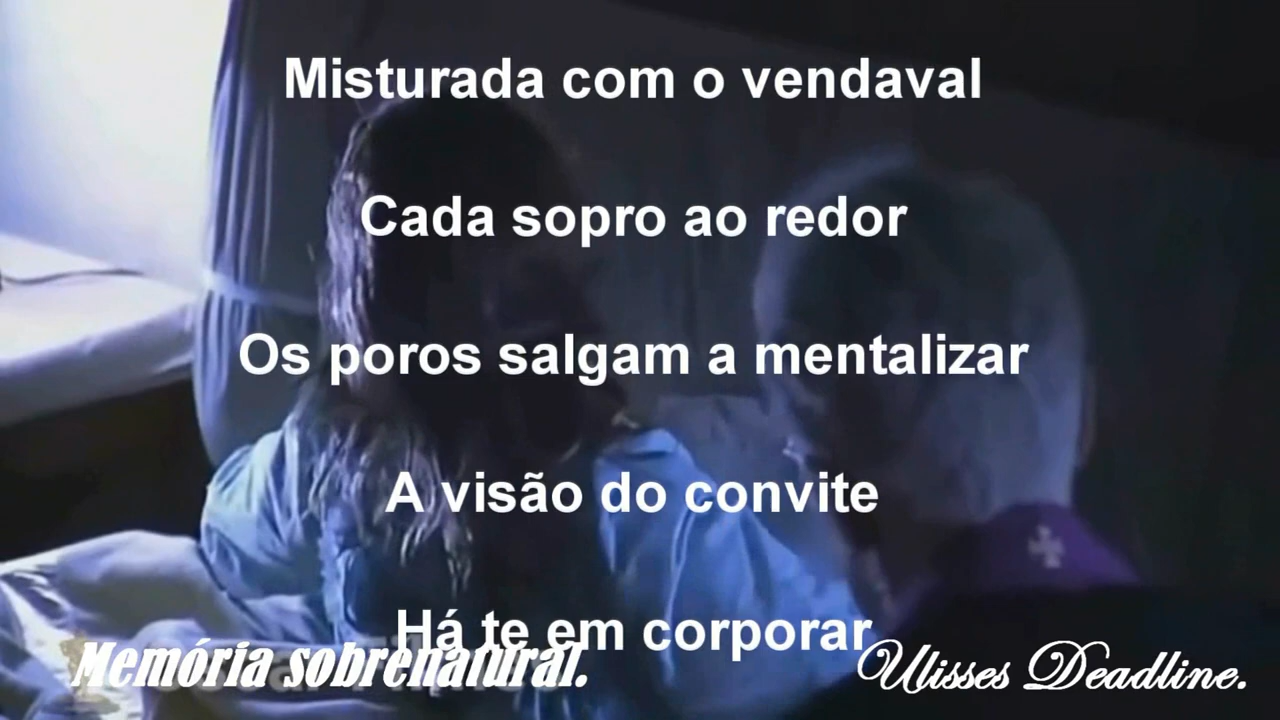 Misturada com o vendaval
Cada sopro ao redor
Os poros salgam a mentalizar
A visão do convite
Há te em corporar
Memória sobrenatural.
Ulisses Deadline.